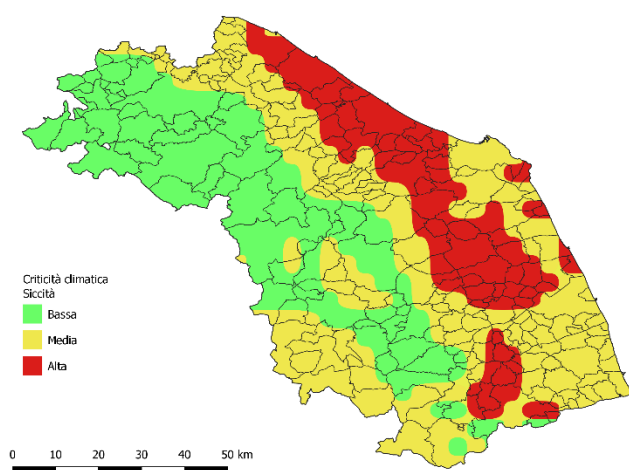 Criticità climatica
Siccità
Bassa
Media
Alta
0 10 20 30 40 50 km